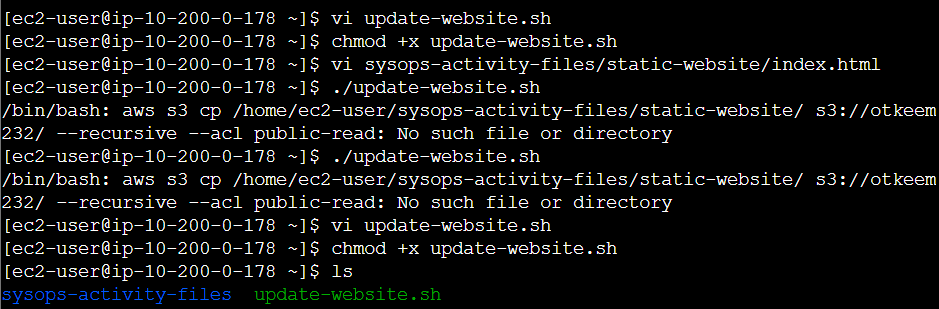 [ec2-user@ip-10-200-0-178 ~]$ vi update-website.sh
[ec2-user@ip-10-200-0-178 ~]$ chmod +x update-website.sh
[ec2-user@ip-10-200-0-178 ~]$ vi sysops-activity-files/static-website/index.html
[ec2-user@ip-10-200-0-178 ~]$ ./update-website.sh
/bin/bash: aws s3 cp /home/ec2-user/sysops-activity-files/static-website/ s3://otkeem
232/ --recursive --acl public-read: No such file or directory
[ec2-user@ip-10-200-0-178 ~]$ ./update-website.sh
/bin/bash: aws s3 cp /home/ec2-user/sysops-activity-files/static-website/ s3://otkeem
232/ --recursive --acl public-read: No such file or directory
[ec2-user@ip-10-200-0-178 ~]$ vi update-website.sh
[ec2-user@ip-10-200-0-178 ~]$ chmod +x update-website.sh
[ec2-user@ip-10-200-0-178 ~]$ ls
sysops-activity-files  update-website.sh